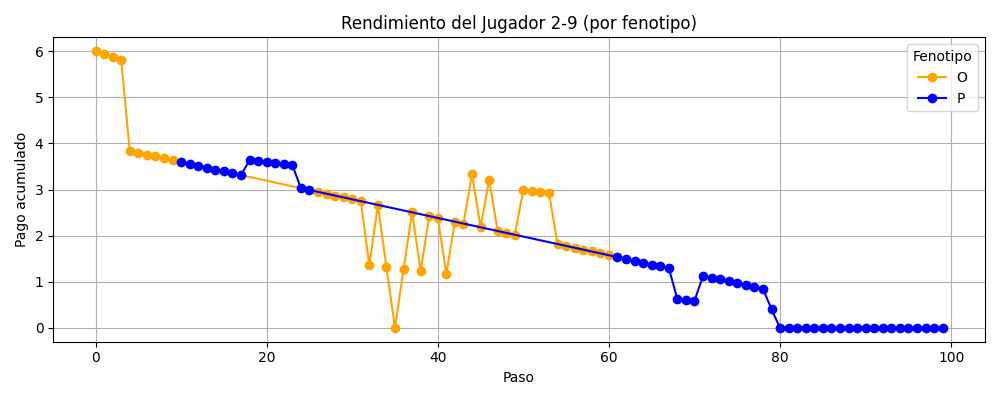 Rendimiento del Jugador 2-9 (por fenotipo)
Pago acumulado
6
5
4
3
2
1
0
Fenotipo
O
P
0 20 40 60 80 100
Paso